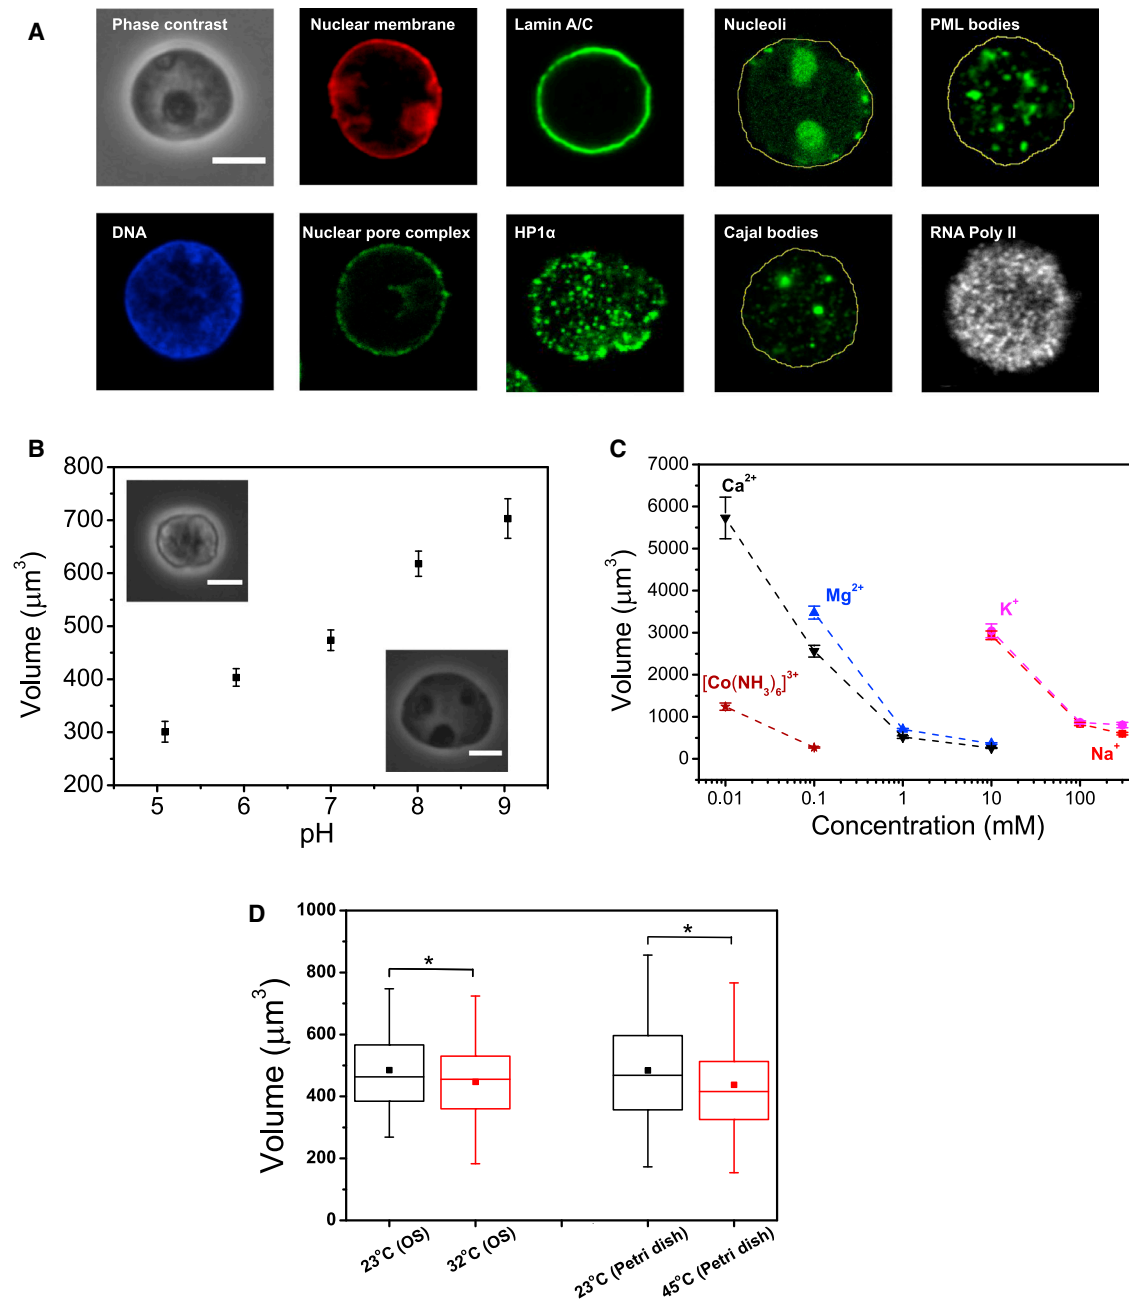 A
Phase contrast
Nuclear membrane
Lamin A/C
Nucleoli
PML bodies
DNA
Nuclear pore complex
HP1α
Cajal bodies
RNA Poly II
B
800
700
600
500
400
300
200
5 6 7 8 9
pH
Volume (μm³)
C
7000
6000
5000
4000
3000
2000
1000
0
Ca²⁺
Mg²⁺
K⁺
[Co(NH₃)₆]³⁺
Na⁺
0.01 0.1 1 10 100
Concentration (mM)
Volume (μm³)
D
1000
800
600
400
200
0
* *
Volume (μm³)
23°C (OS)
32°C (OS)
23°C (Petri dish)
45°C (Petri dish)